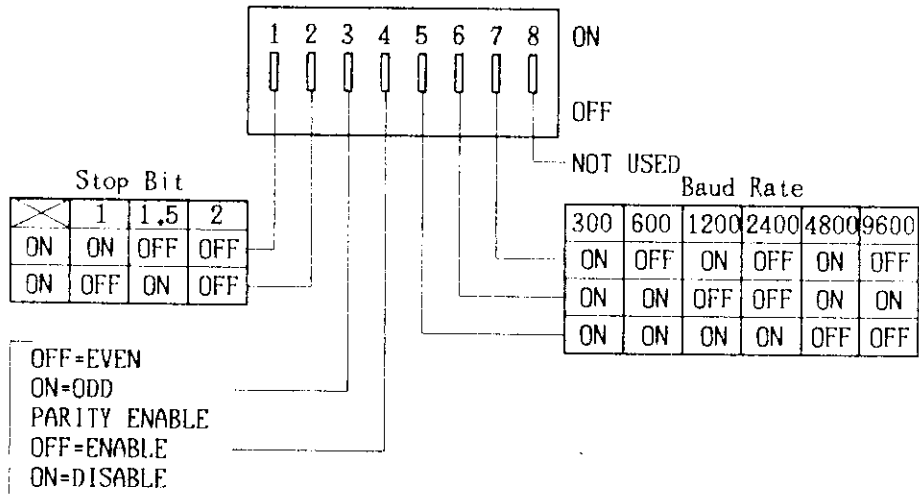 1 2 3 4 5 6 7 8 ON
OFF
NOT USED
Stop Bit
1 1.5 2
ON ON OFF OFF
ON OFF ON OFF
Baud Rate
300 600 1200 2400 4800 9600
ON OFF ON OFF ON OFF
ON ON OFF OFF ON ON
ON ON ON ON OFF OFF
OFF=EVEN
ON=ODD
PARITY ENABLE
OFF=ENABLE
ON=DISABLE